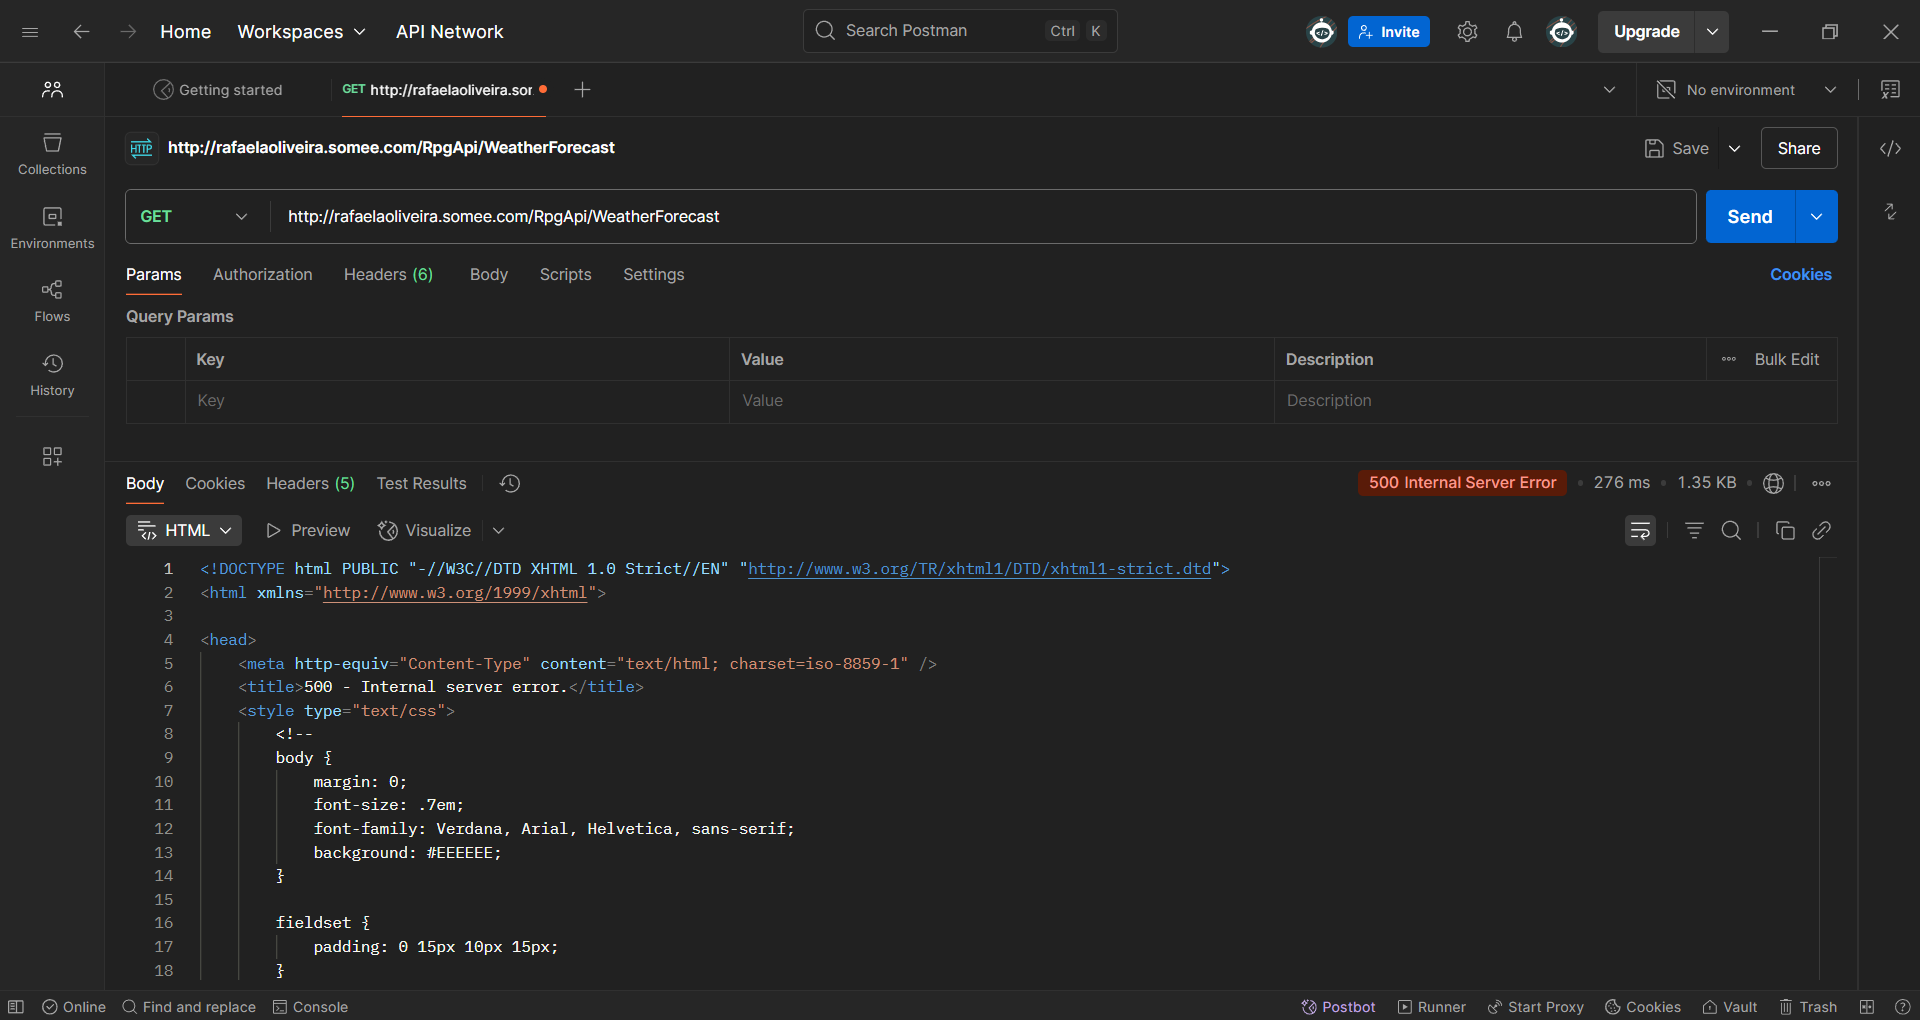 Home Workspaces API Network Search Postman Ctrl K Invite Upgrade
Getting started GET http://rafaelaoliveira.sor No environment
http://rafaelaoliveira.somee.com/RpgApi/WeatherForecast Save Share
GET http://rafaelaoliveira.somee.com/RpgApi/WeatherForecast Send
Collections
Environments
Flows
History
Params Authorization Headers (6) Body Scripts Settings Cookies
Query Params
Key Value Description Bulk Edit
Key Value Description
Body Cookies Headers (5) Test Results 500 Internal Server Error • 276 ms • 1.35 KB •
HTML Preview Visualize
1 <!DOCTYPE html PUBLIC "-//W3C//DTD XHTML 1.0 Strict//EN" "http://www.w3.org/TR/xhtml1/DTD/xhtml1-strict.dtd">
2 <html xmlns="http://www.w3.org/1999/xhtml">
3
4 <head>
5 <meta http-equiv="Content-Type" content="text/html; charset=iso-8859-1" />
6 <title>500 - Internal server error.</title>
7 <style type="text/css">
8 <!--
9 body {
10 margin: 0;
11 font-size: .7em;
12 font-family: Verdana, Arial, Helvetica, sans-serif;
13 background: #EEEEEE;
14 }
15
16 fieldset {
17 padding: 0 15px 10px 15px;
18 }
Online Find and replace Console Postbot Runner Start Proxy Cookies Vault Trash